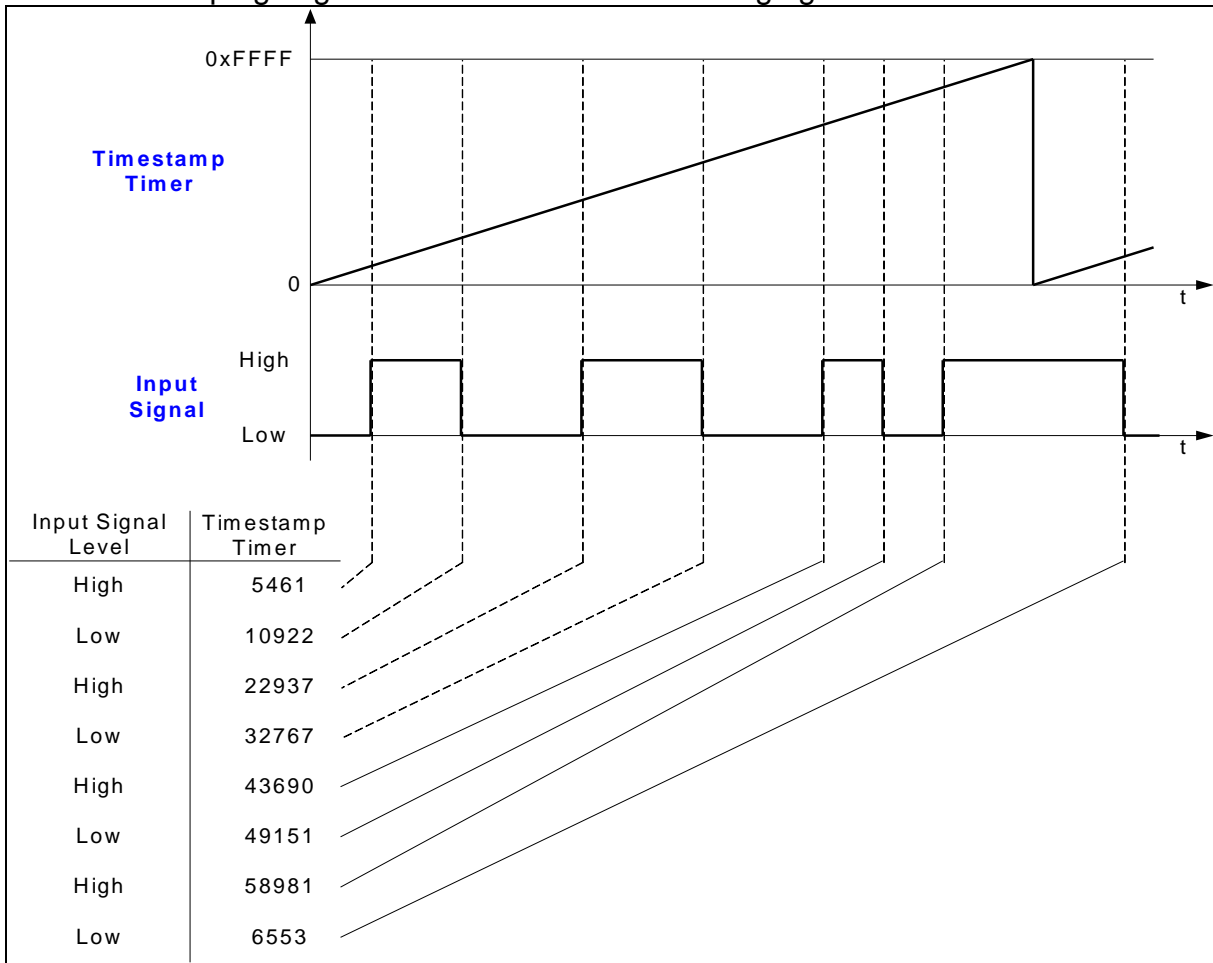 0xFFFF
Timestamp
Timer
0
t
High
Input
Signal
Low
t
Input Signal Level | Timestamp Timer
High 5461
Low 10922
High 22937
Low 32767
High 43690
Low 49151
High 58981
Low 6553